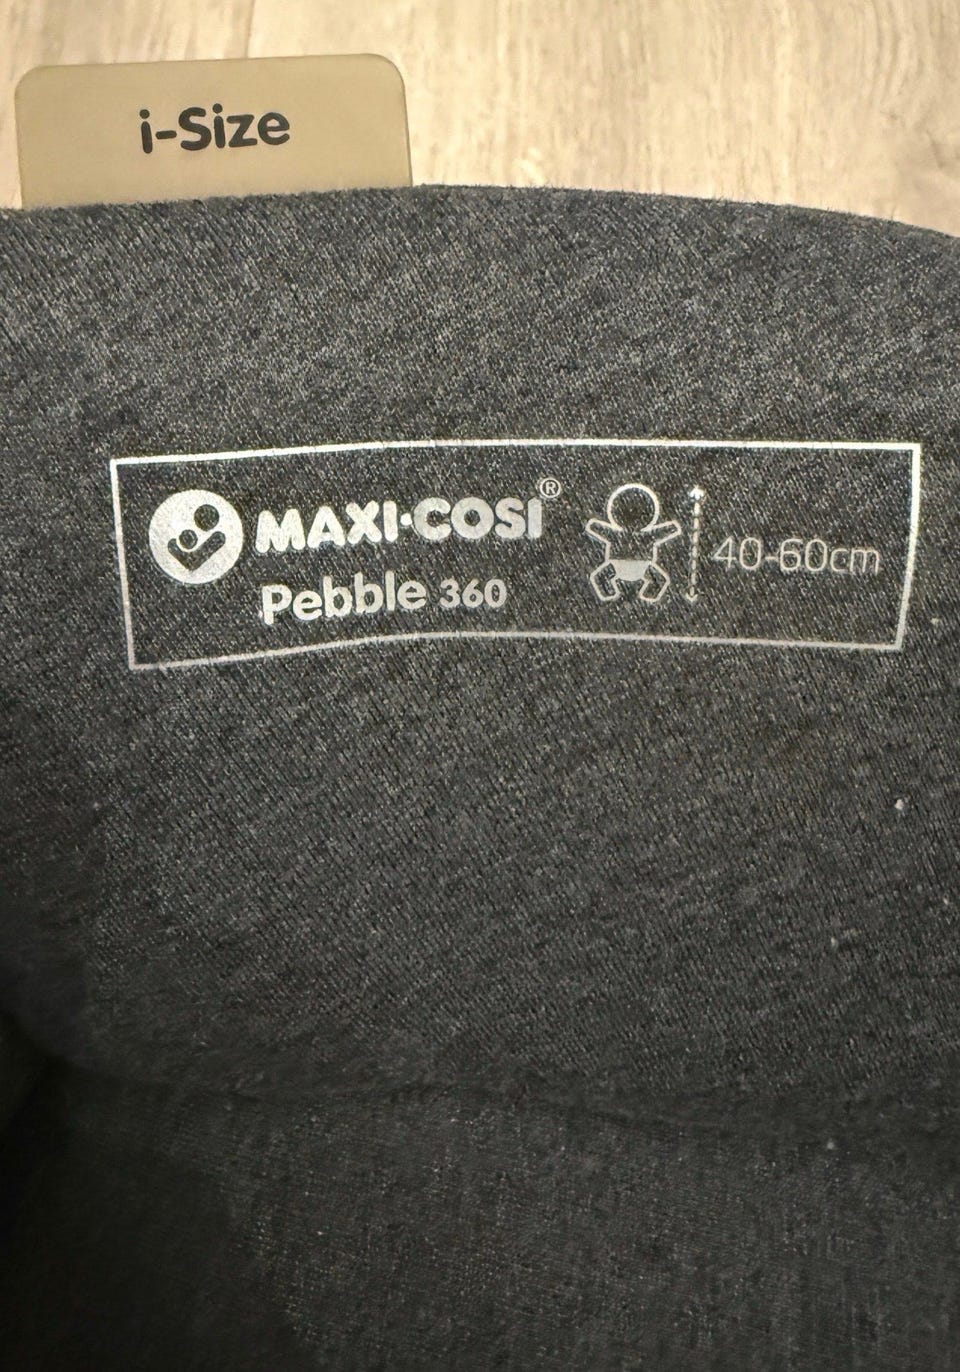 i-Size
MAXI·COSI®
Pebble 360
40-60cm